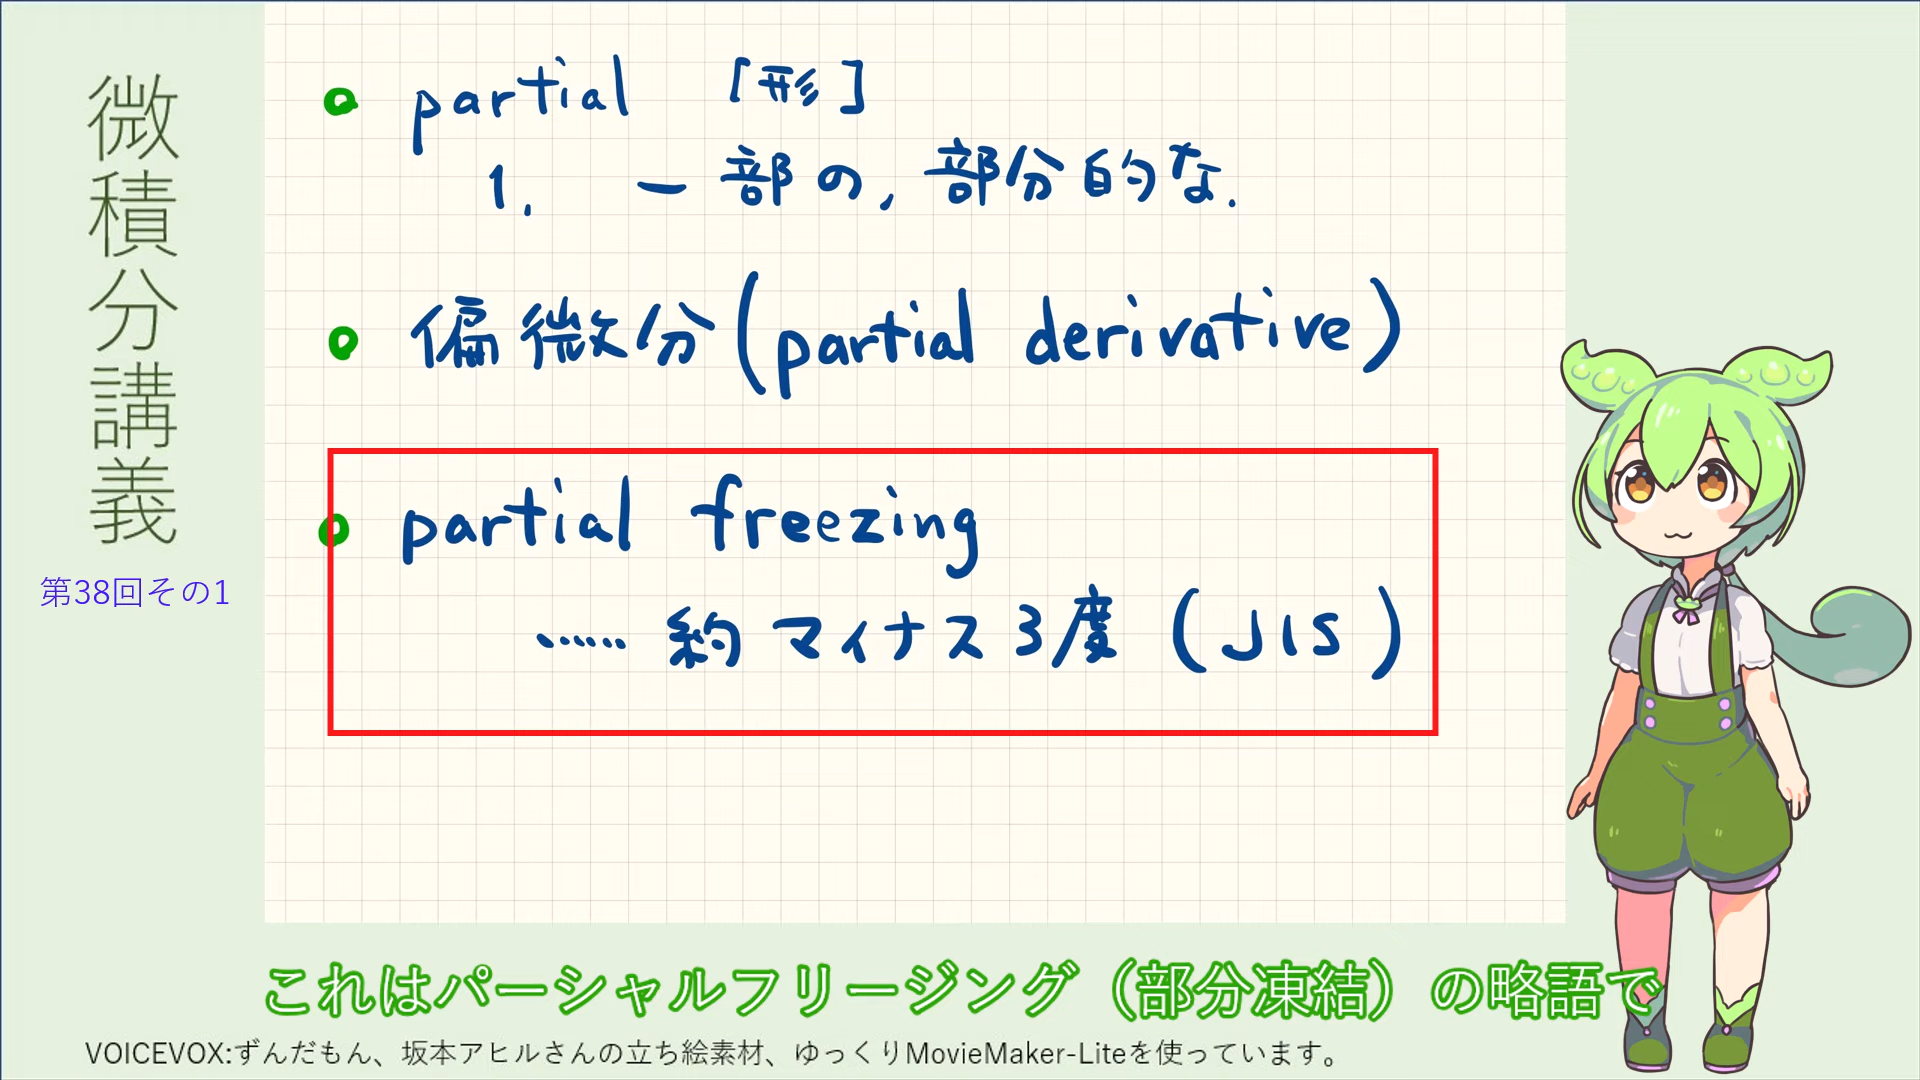 微積分講義
第38回その1
partial [形]
1. 一部の, 部分的な.
偏微分(partial derivative)
partial freezing
…… 約マイナス3度 (JIS)
これはパーシャルフリージング（部分凍結）の略語で
VOICEVOX:ずんだもん、坂本アヒルさんの立ち絵素材、ゆっくりMovieMaker-Liteを使っています。